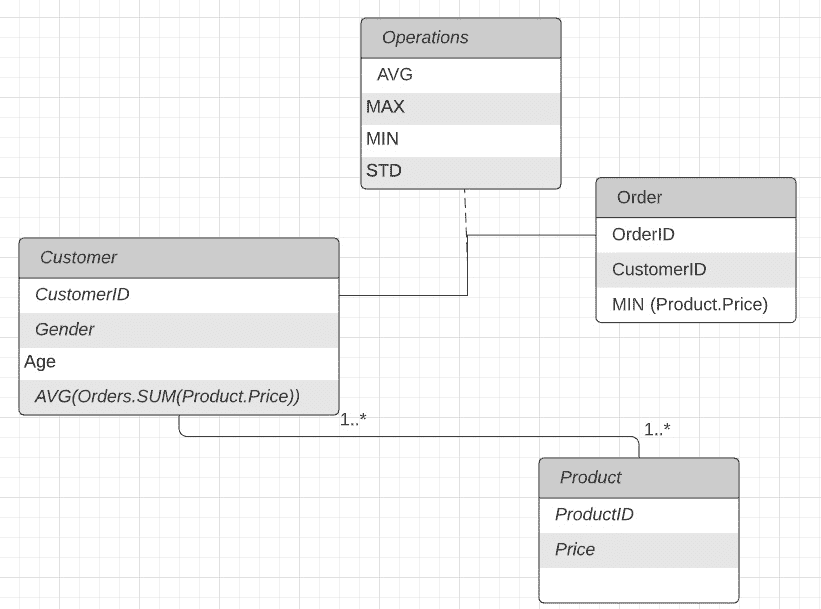 Operations
AVG
MAX
MIN
STD
Order
OrderID
CustomerID
MIN (Product.Price)
Customer
CustomerID
Gender
Age
AVG(Orders.SUM(Product.Price))
1..*
1..*
Product
ProductID
Price